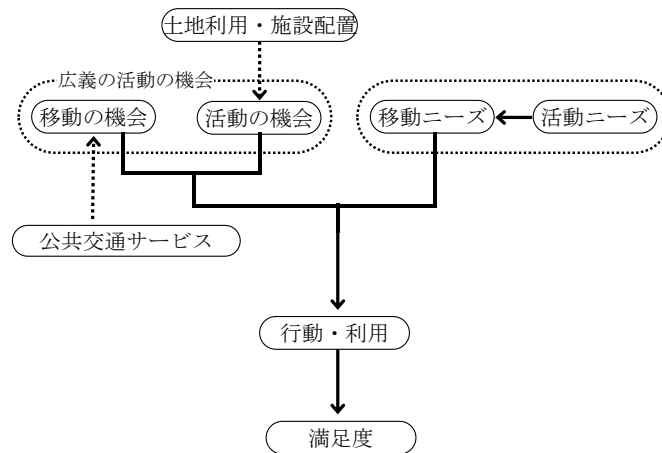 土地利用・施設配置
広義の活動の機会
移動の機会
活動の機会
移動ニーズ
活動ニーズ
公共交通サービス
行動・利用
満足度